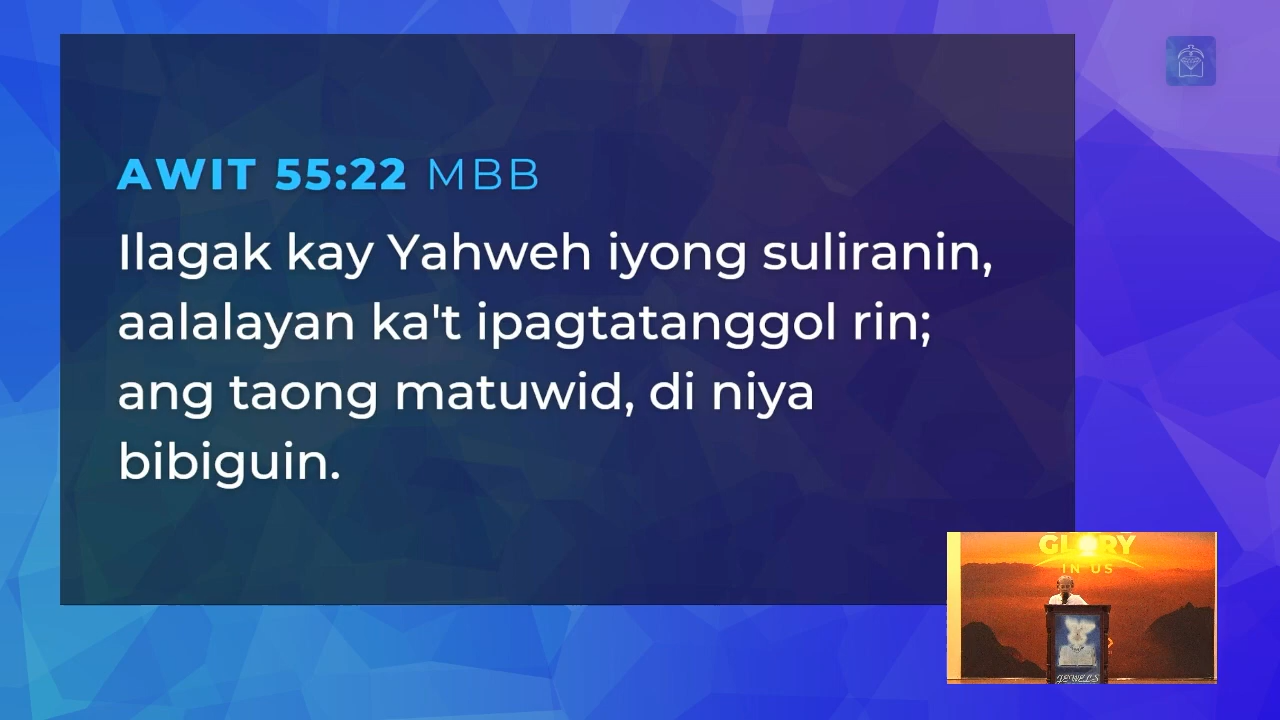 AWIT 55:22 MBB
Ilagak kay Yahweh iyong suliranin,
aalalayan ka't ipagtatanggol rin;
ang taong matuwid, di niya
bibiguin.
GLORY
IN US
JEWELS